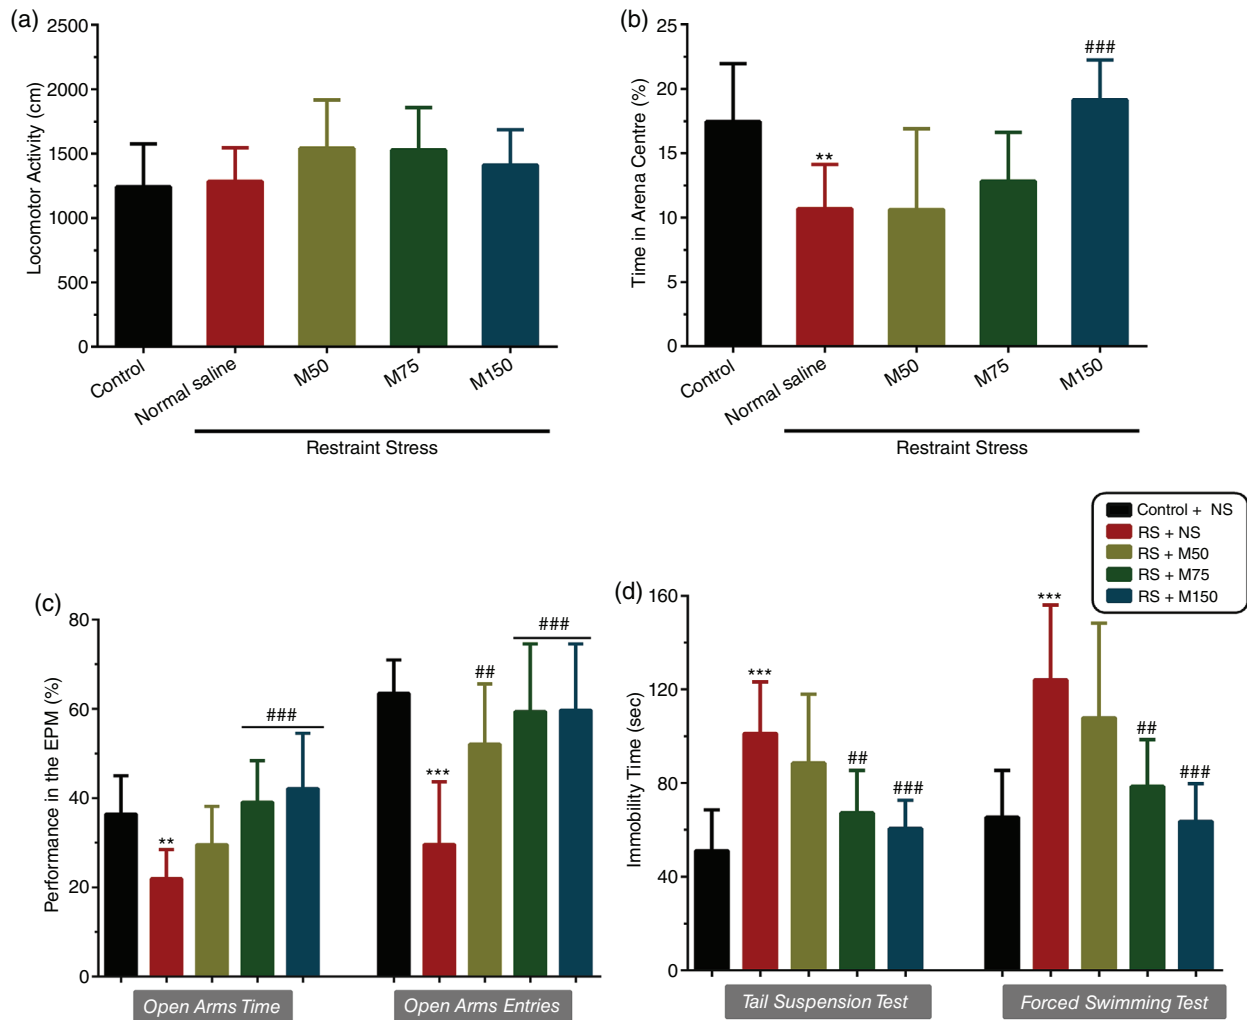 (a)
2500
2000
1500
1000
500
0
Locomotor Activity (cm)
Control
Normal saline
M50
M75
M150
Restraint Stress
(b)
25
20
15
10
5
0
Time in Arena Centre (%)
**
###
Control
Normal saline
M50
M75
M150
Restraint Stress
Control + NS
RS + NS
RS + M50
RS + M75
RS + M150
(c)
80
60
40
20
0
Performance in the EPM (%)
**
###
***
##
###
Open Arms Time
Open Arms Entries
(d)
160
120
80
40
0
Immobility Time (sec)
***
##
###
***
##
###
Tail Suspension Test
Forced Swimming Test